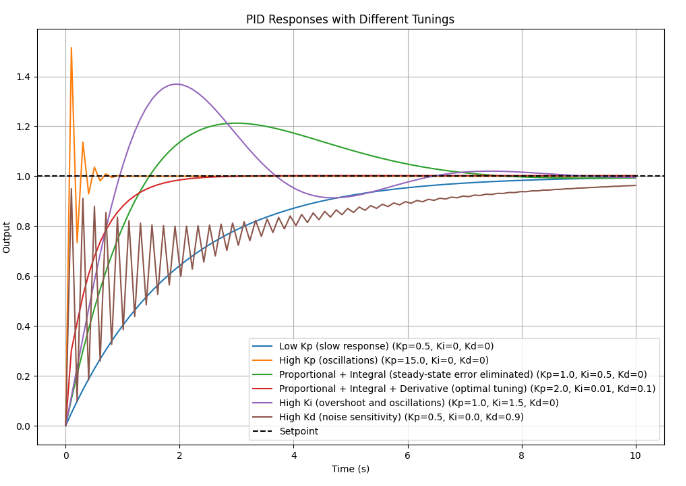 PID Responses with Different Tunings
1.4
1.2
1.0
0.8
0.6
0.4
0.2
0.0
Output
Low Kp (slow response) (Kp=0.5, Ki=0, Kd=0)
High Kp (oscillations) (Kp=15.0, Ki=0, Kd=0)
Proportional + Integral (steady-state error eliminated) (Kp=1.0, Ki=0.5, Kd=0)
Proportional + Integral + Derivative (optimal tuning) (Kp=2.0, Ki=0.01, Kd=0.1)
High Ki (overshoot and oscillations) (Kp=1.0, Ki=1.5, Kd=0)
High Kd (noise sensitivity) (Kp=0.5, Ki=0.0, Kd=0.9)
Setpoint
0 2 4 6 8 10
Time (s)